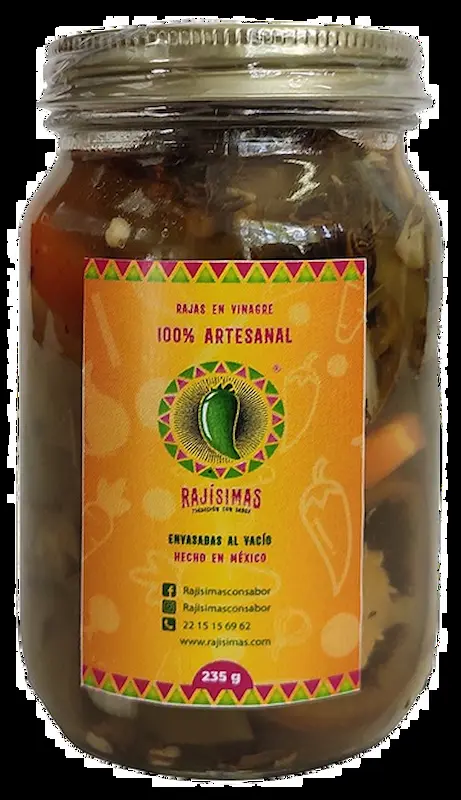 RAJAS EN VINAGRE
100% ARTESANAL
®
RAJÍSIMAS
TRADICIÓN CON SABOR
ENVASADAS AL VACÍO
HECHO EN MÉXICO
Rajisimasconsabor
Rajisimasconsabor
22 15 15 69 62
www.rajisimas.com
235 g